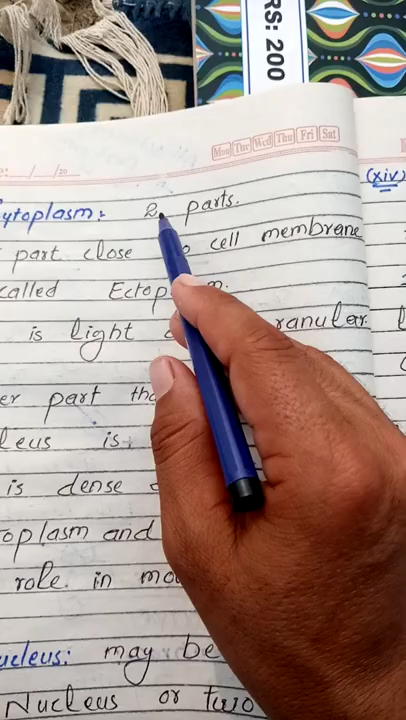 RS: 200
Mon Tue Wed Thu Fri Sat
(xiv)
ytoplasm: 2 parts.
part close cell membrane
called Ectop
is light ranular.
er part tha
leus is
is dense
oplasm and
role in mo
ucleus: may be
Nucleus or two